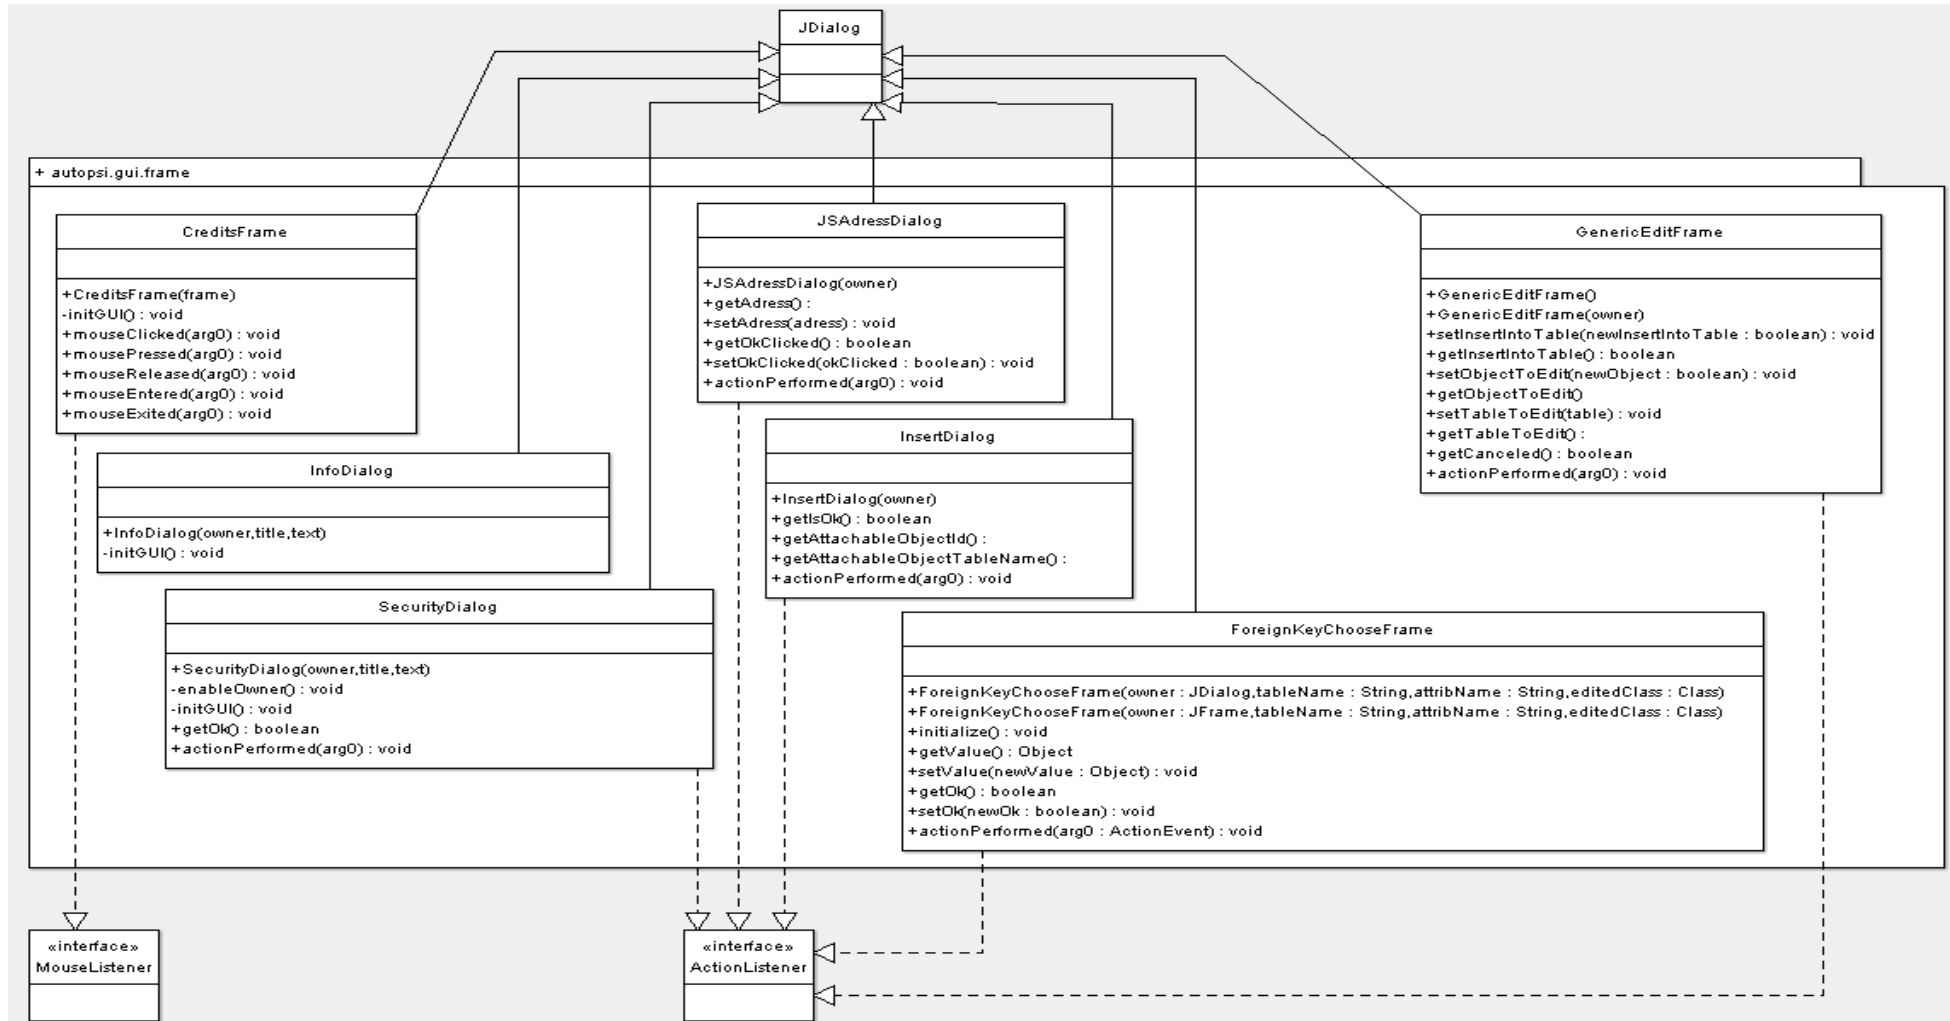 JDialog
+ autopsi.gui.frame
CreditsFrame
+CreditsFrame(frame)
-initGUI() : void
+mouseClicked(arg0) : void
+mousePressed(arg0) : void
+mouseReleased(arg0) : void
+mouseEntered(arg0) : void
+mouseExited(arg0) : void
JSAdressDialog
+JSAdressDialog(owner)
+getAdress() :
+setAdress(adress) : void
+getOkClicked() : boolean
+setOkClicked(okClicked : boolean) : void
+actionPerformed(arg0) : void
GenericEditFrame
+GenericEditFrame()
+GenericEditFrame(owner)
+setInsertIntoTable(newInsertIntoTable : boolean) : void
+getInsertIntoTable() : boolean
+setObjectToEdit(newObject : boolean) : void
+getObjectToEdit()
+setTableToEdit(table) : void
+getTableToEdit() :
+getCanceled() : boolean
+actionPerformed(arg0) : void
InfoDialog
+InfoDialog(owner,title,text)
-initGUI() : void
InsertDialog
+InsertDialog(owner)
+getIsOk() : boolean
+getAttachableObjectId() :
+getAttachableObjectTableName() :
+actionPerformed(arg0) : void
SecurityDialog
+SecurityDialog(owner,title,text)
-enableOwner() : void
-initGUI() : void
+getOk() : boolean
+actionPerformed(arg0) : void
ForeignKeyChooseFrame
+ForeignKeyChooseFrame(owner : JDialog,tableName : String,attribName : String,editedClass : Class)
+ForeignKeyChooseFrame(owner : JFrame,tableName : String,attribName : String,editedClass : Class)
+initialize() : void
+getValue() : Object
+setValue(newValue : Object) : void
+getOk() : boolean
+setOk(newOk : boolean) : void
+actionPerformed(arg0 : ActionEvent) : void
«interface»
MouseListener
«interface»
ActionListener